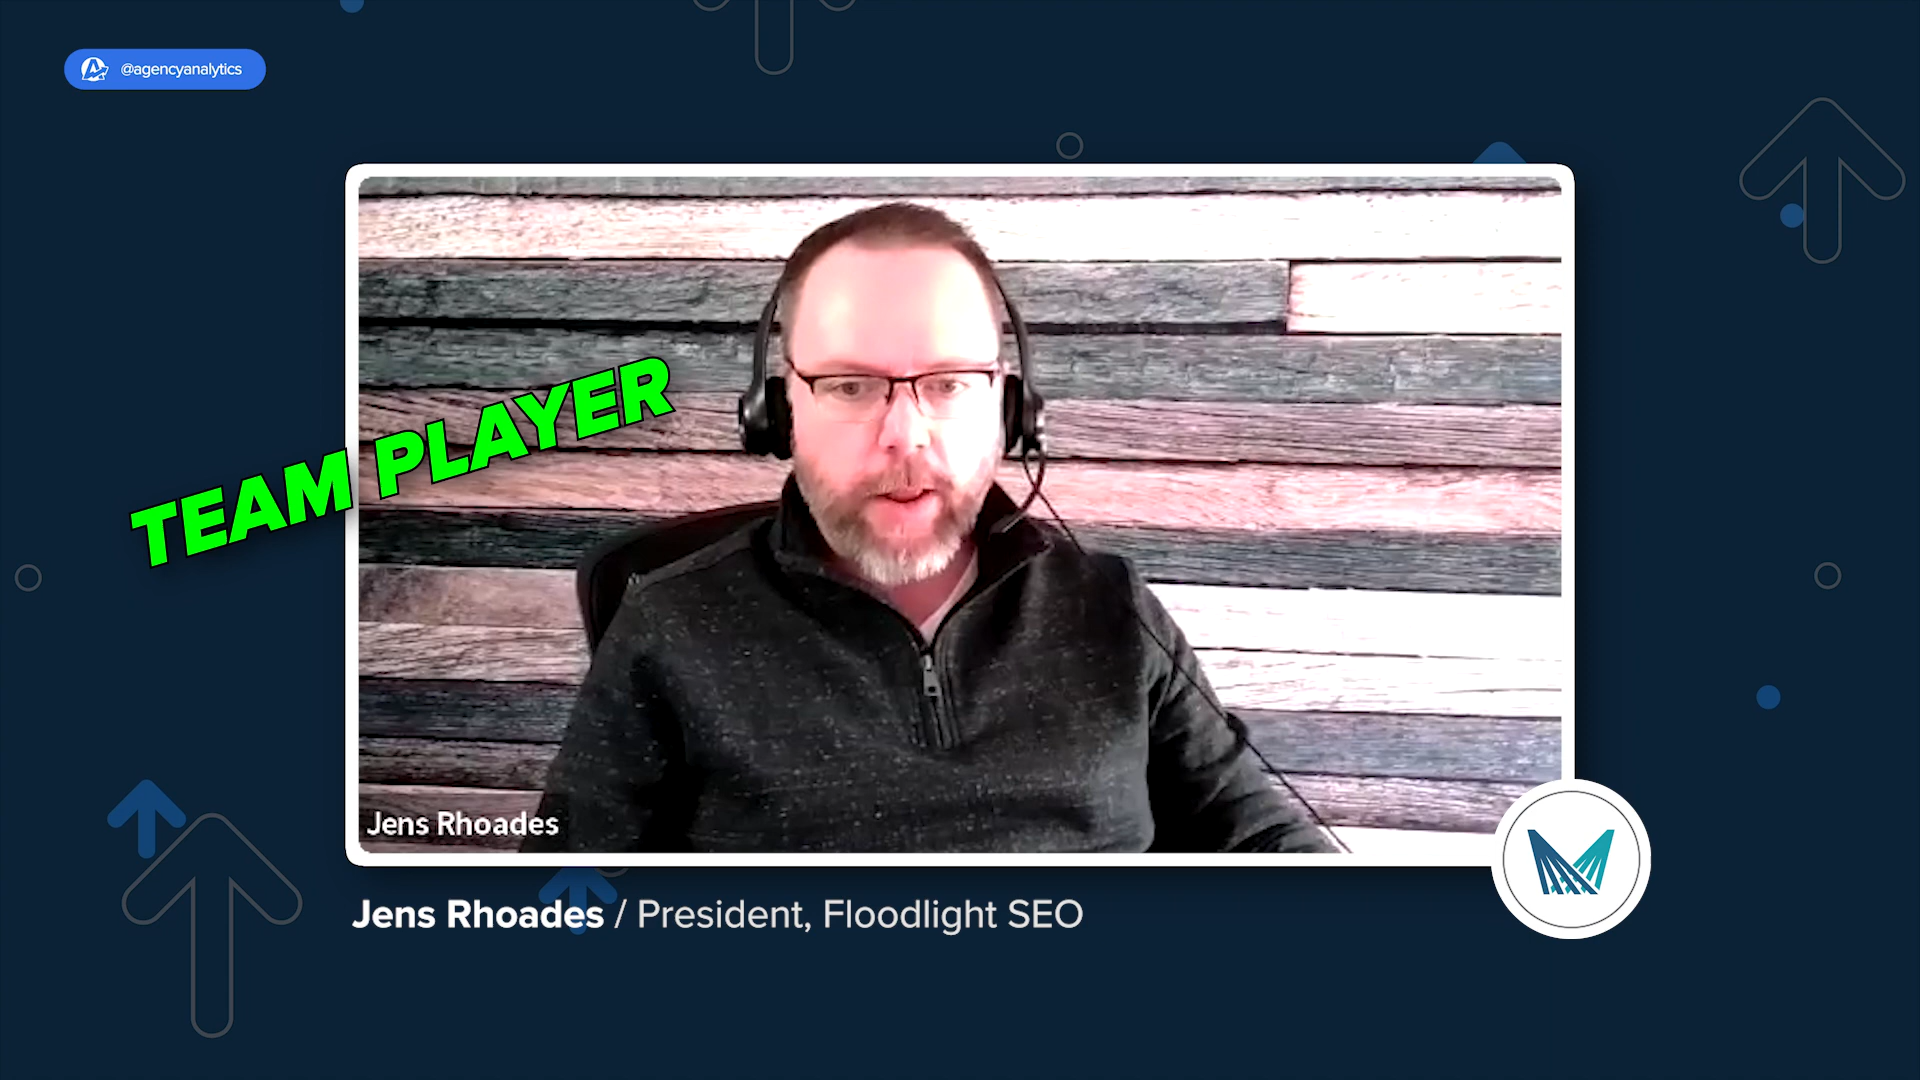 @agencyanalytics
TEAM PLAYER
Jens Rhoades
Jens Rhoades / President, Floodlight SEO